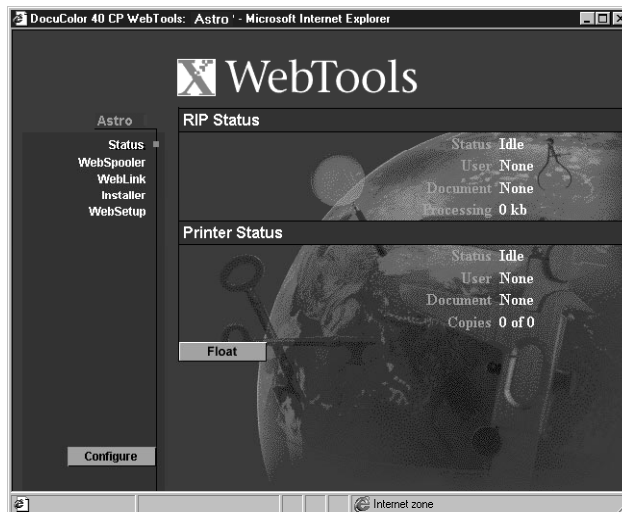 DocuColor 40 CP WebTools: Astro ' - Microsoft Internet Explorer
X WebTools
Astro
Status
WebSpooler
WebLink
Installer
WebSetup
Configure
RIP Status
Status Idle
User None
Document None
Processing 0 kb
Printer Status
Status Idle
User None
Document None
Copies 0 of 0
Float
Internet zone